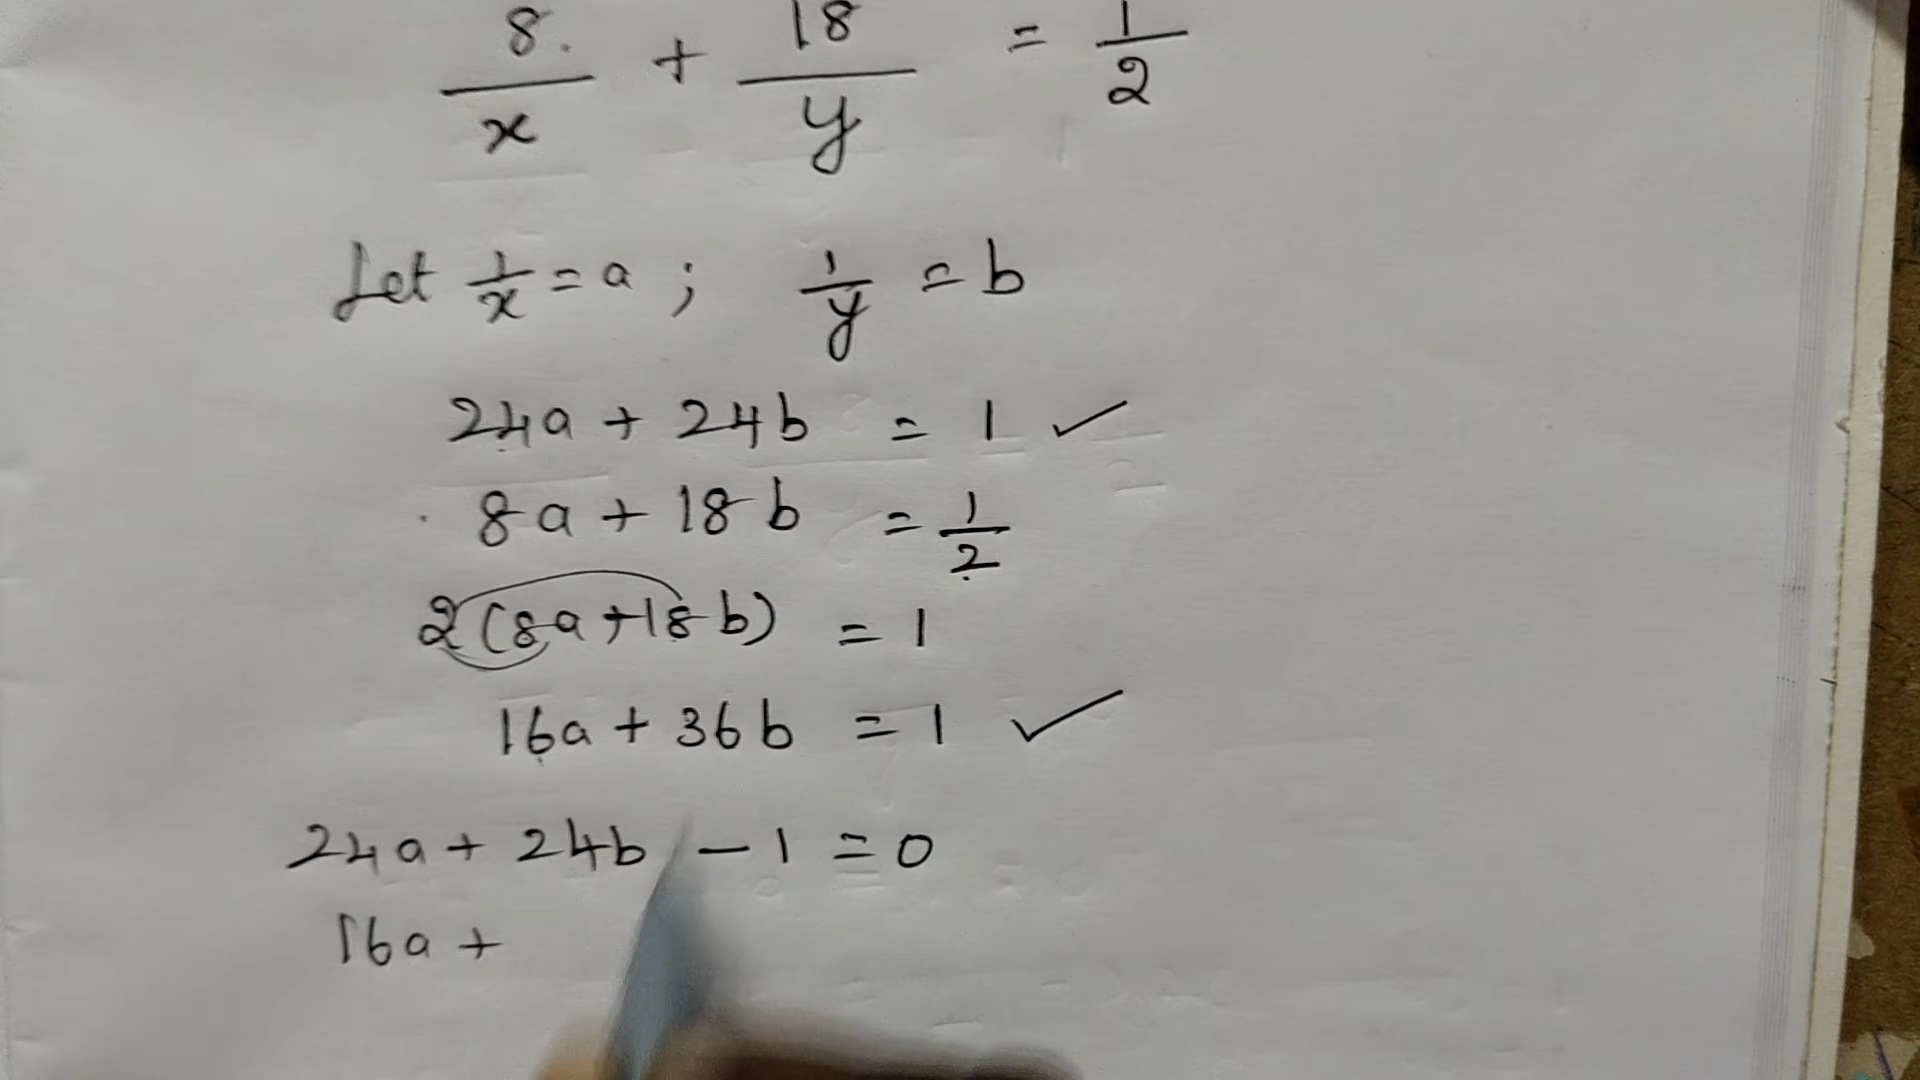 8/x + 18/y = 1/2
Let 1/x = a ; 1/y = b
24a + 24b = 1 ✓
8a + 18b = 1/2
2(8a+18b) = 1
16a + 36b = 1 ✓
24a + 24b - 1 = 0
16a +